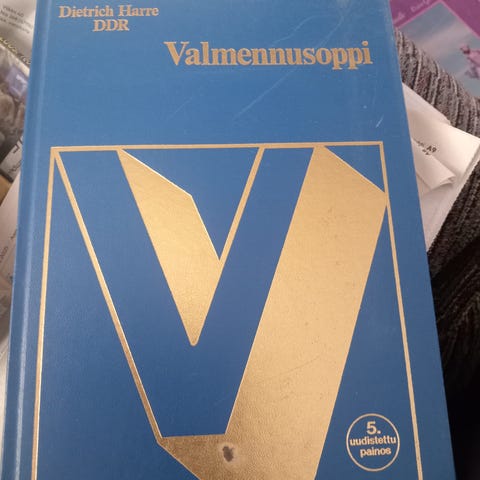 Dietrich Harre
DDR
Valmennusoppi
5.
uudistettu
painos